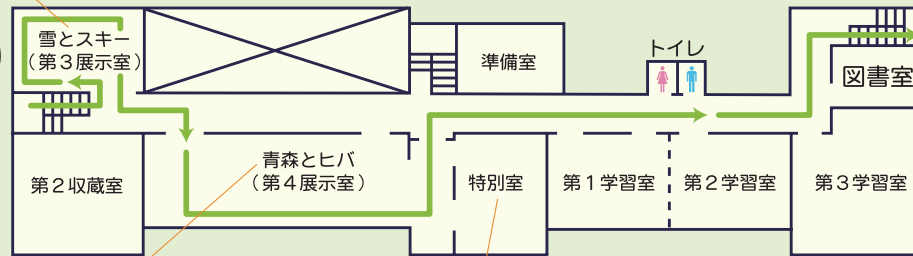 雪とスキー
（第３展示室）
準備室
トイレ
図書室
第２収蔵室
青森とヒバ
（第４展示室）
特別室
第１学習室
第２学習室
第３学習室